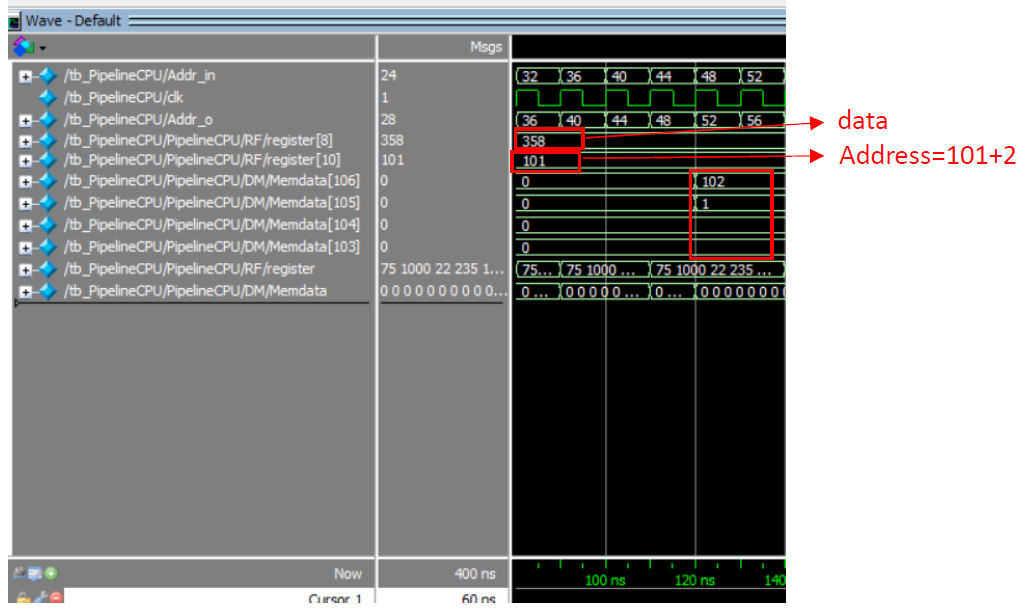 Wave - Default
Msgs
/tb_PipelineCPU/Addr_in 24 32 36 40 44 48 52
/tb_PipelineCPU/clk 1
/tb_PipelineCPU/Addr_o 28 36 40 44 48 52 56
/tb_PipelineCPU/PipelineCPU/RF/register[8] 358 358
data
/tb_PipelineCPU/PipelineCPU/RF/register[10] 101 101
Address=101+2
/tb_PipelineCPU/PipelineCPU/DM/Memdata[106] 0 0 102
/tb_PipelineCPU/PipelineCPU/DM/Memdata[105] 0 0 1
/tb_PipelineCPU/PipelineCPU/DM/Memdata[104] 0 0
/tb_PipelineCPU/PipelineCPU/DM/Memdata[103] 0 0
/tb_PipelineCPU/PipelineCPU/RF/register 75 1000 22 235 1... 75... 75 1000 ... 75 1000 22 235 ...
/tb_PipelineCPU/PipelineCPU/DM/Memdata 0 0 0 0 0 0 0 0 0 0 0... 0 ... 0 0 0 0 0 ... 0 ... 0 0 0 0 0 0 0 0
Now 400 ns 100 ns 120 ns 140
Cursor 1 60 ns